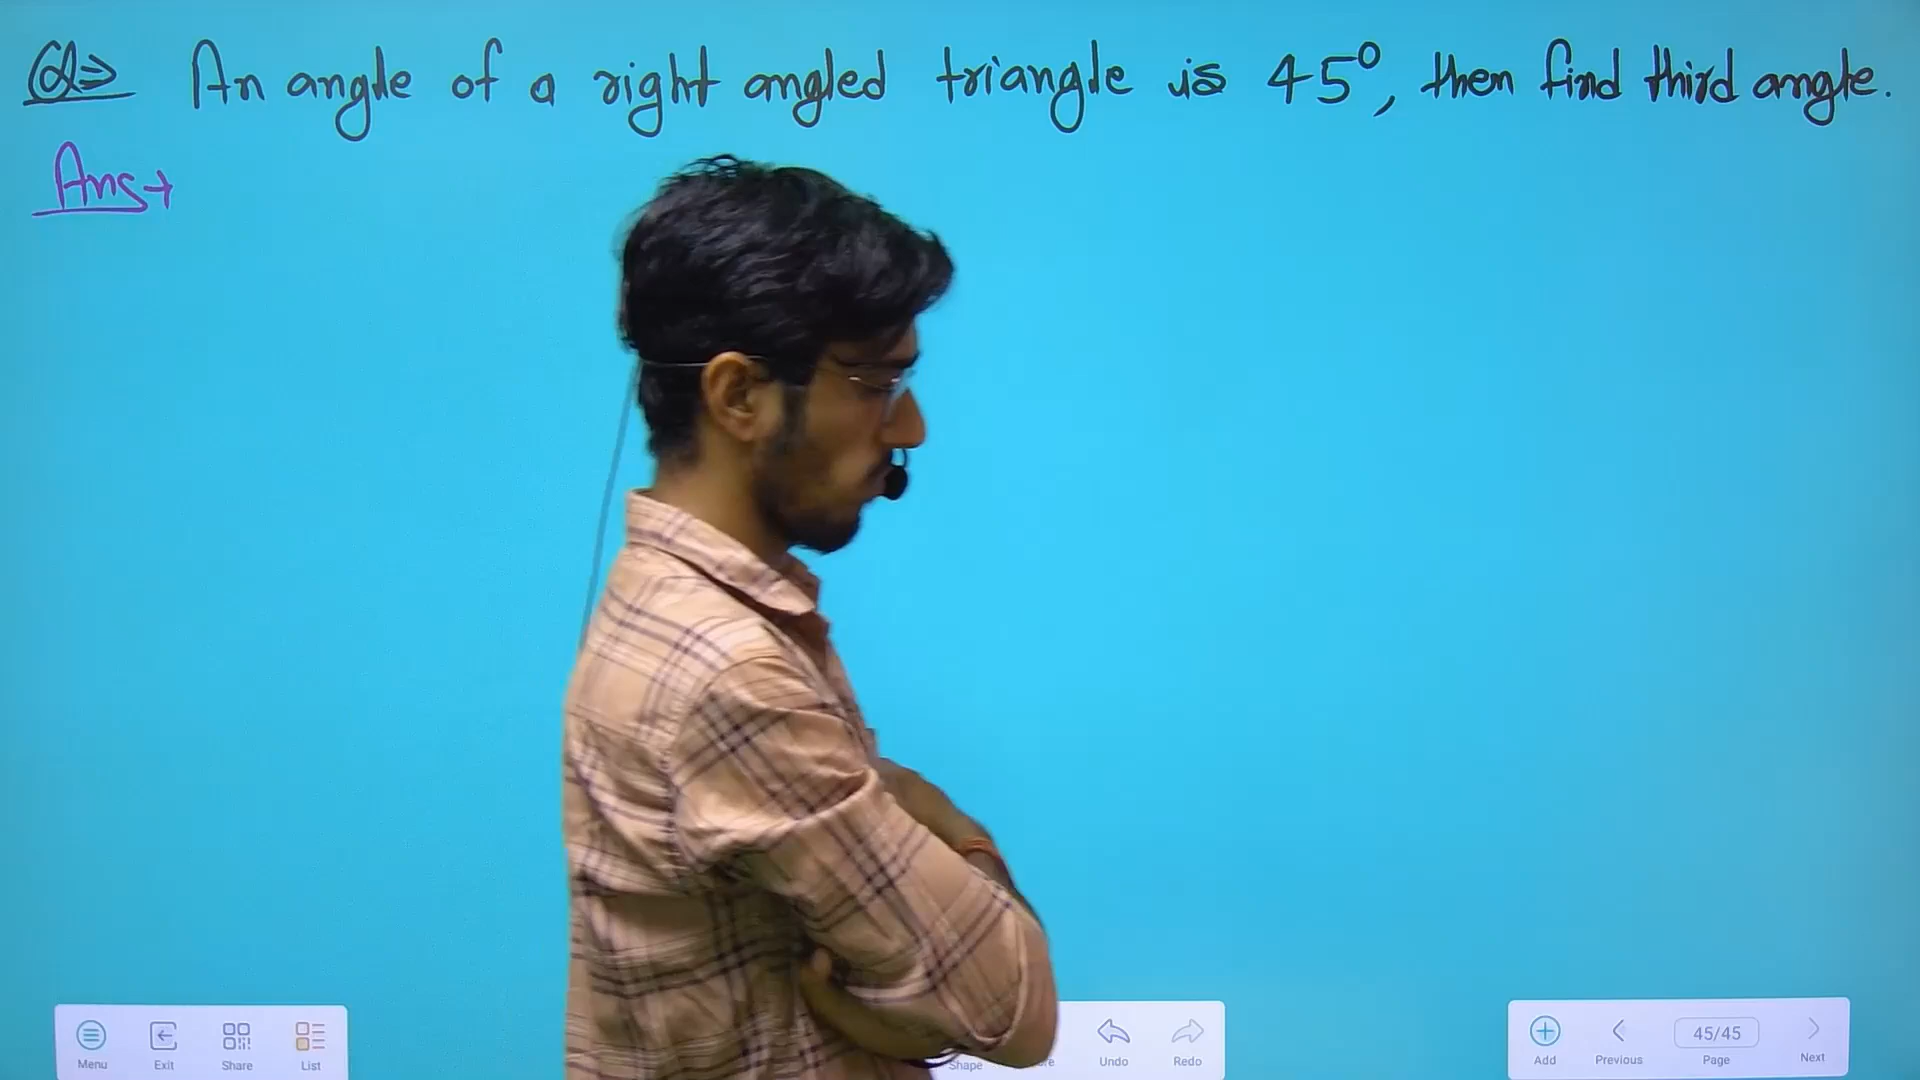 Q⇒ An angle of a right angled triangle is 45°, then find third angle.
Ans→
Menu Exit Share List Shape Undo Redo Add Previous 45/45 Page Next